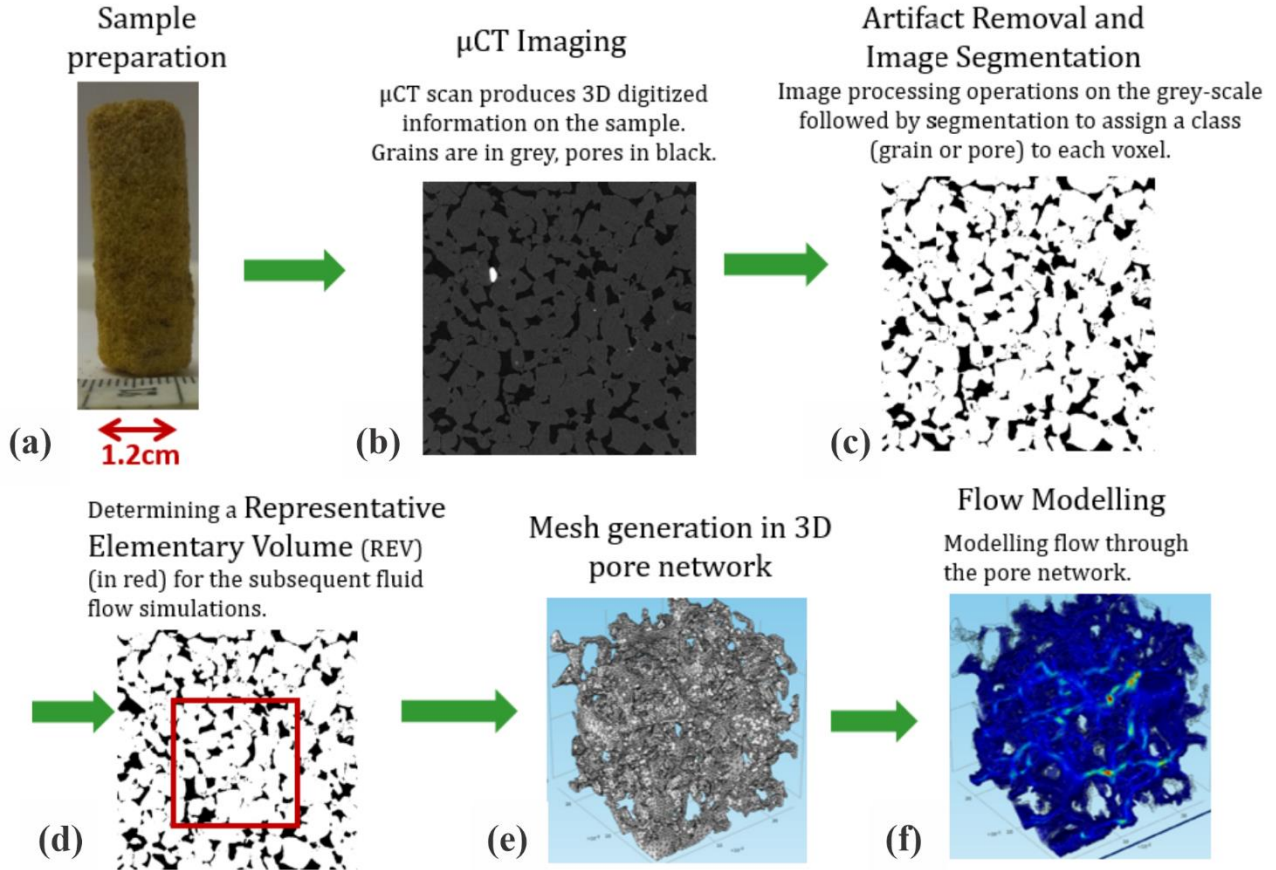 Sample
preparation
(a)
1.2cm
µCT Imaging
µCT scan produces 3D digitized
information on the sample.
Grains are in grey, pores in black.
(b)
Artifact Removal and
Image Segmentation
Image processing operations on the grey-scale
followed by segmentation to assign a class
(grain or pore) to each voxel.
(c)
Determining a Representative
Elementary Volume (REV)
(in red) for the subsequent fluid
flow simulations.
(d)
Mesh generation in 3D
pore network
(e)
Flow Modelling
Modelling flow through
the pore network.
(f)